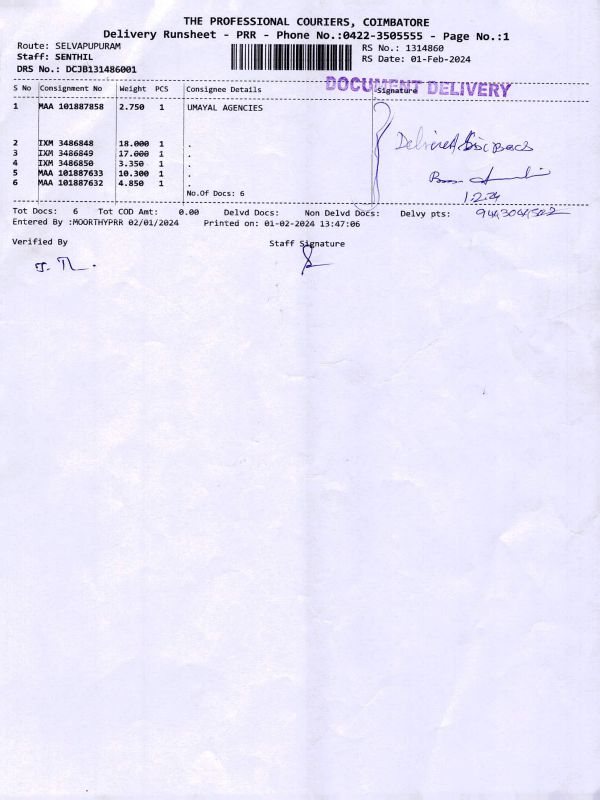 THE PROFESSIONAL COURIERS, COIMBATORE
Delivery Runsheet - PRR - Phone No.:0422-3505555 - Page No.:1
Route: SELVAPUPURAM RS No.: 1314860
Staff: SENTHIL RS Date: 01-Feb-2024
DRS No.: DCJB131486001
DOCUMENT DELIVERY
S No Consignment No Weight PCS Consignee Details Signature
1 MAA 101887858 2.750 1 UMAYAL AGENCIES
2 IXM 3486848 18.000 1 .
3 IXM 3486849 17.000 1 .
4 IXM 3486850 3.350 1 .
5 MAA 101887633 10.300 1 .
6 MAA 101887632 4.850 1 .
No.Of Docs: 6
Delivered
1.2.24
Tot Docs: 6 Tot COD Amt: 0.00 Delvd Docs: Non Delvd Docs: Delvy pts:
Entered By :MOORTHYPRR 02/01/2024 Printed on: 01-02-2024 13:47:06
Verified By Staff Signature